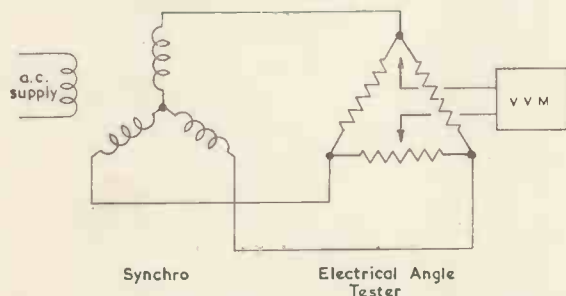 a.c.
supply
V V M
Synchro
Electrical Angle
Tester